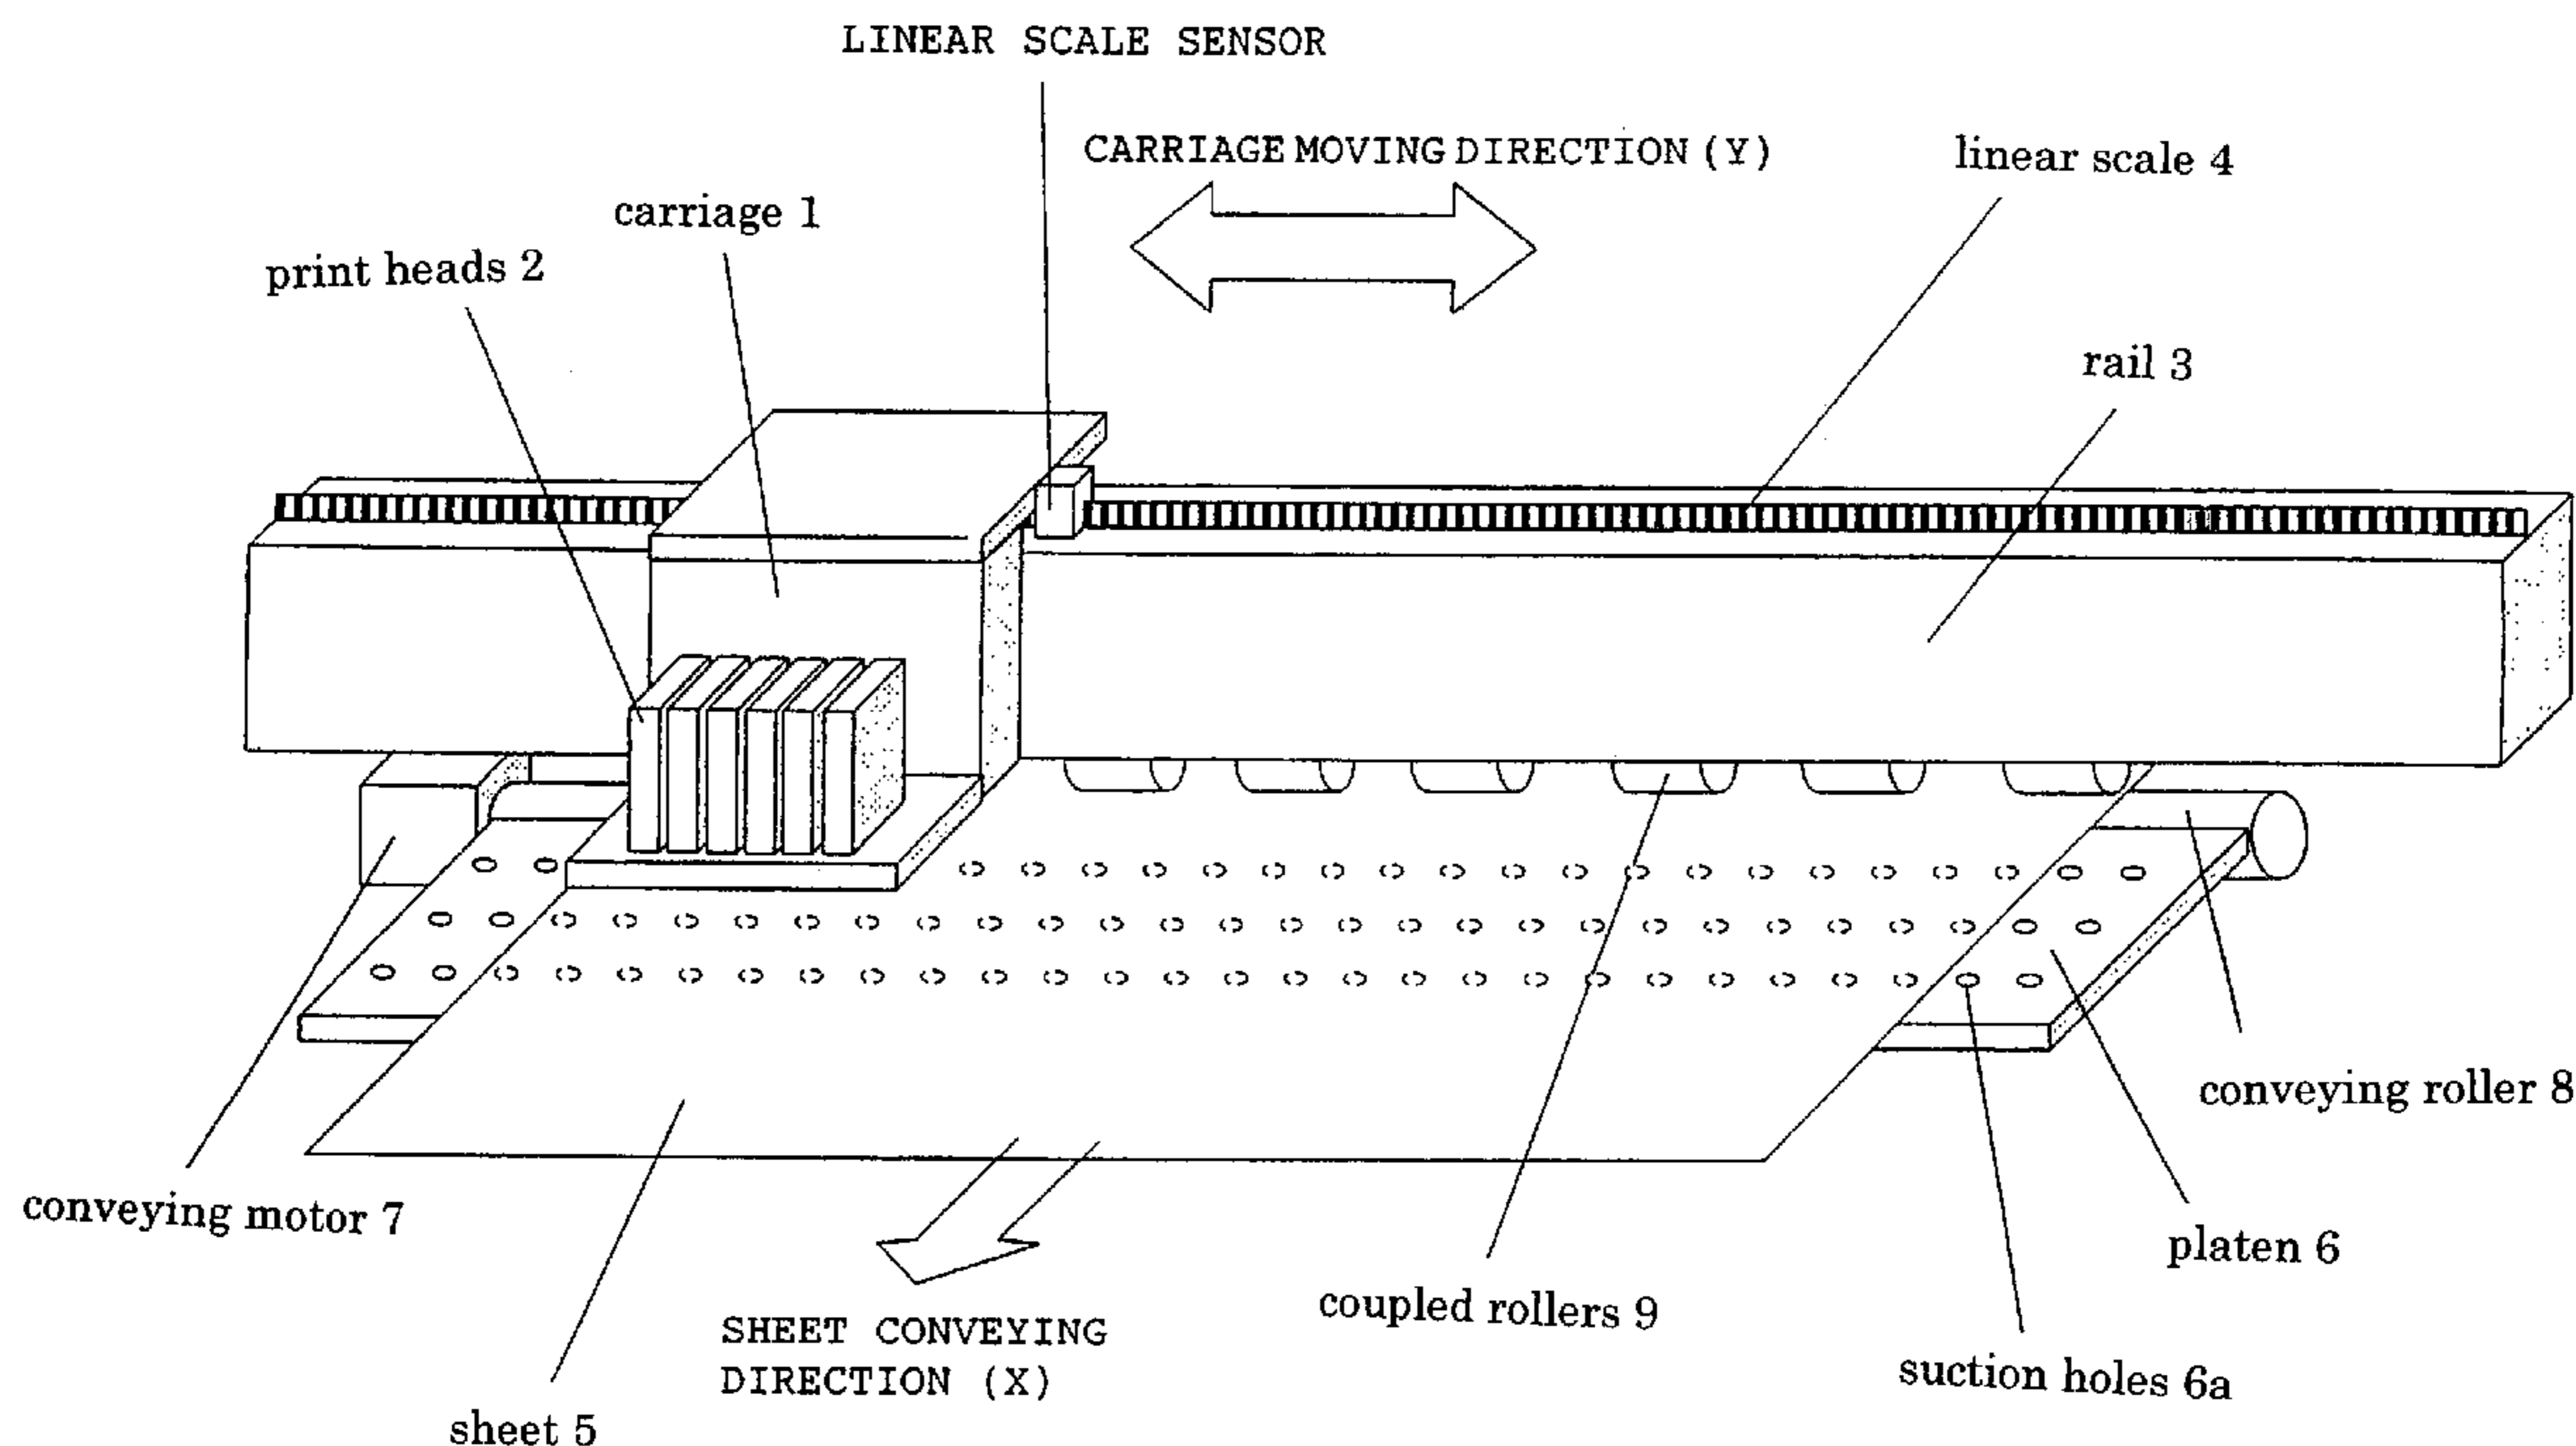 LINEAR SCALE SENSOR
CARRIAGE MOVING DIRECTION (Y)
linear scale 4
carriage 1
print heads 2
rail 3
conveying roller 8
conveying motor 7
platen 6
coupled rollers 9
SHEET CONVEYING
DIRECTION (X)
suction holes 6a
sheet 5